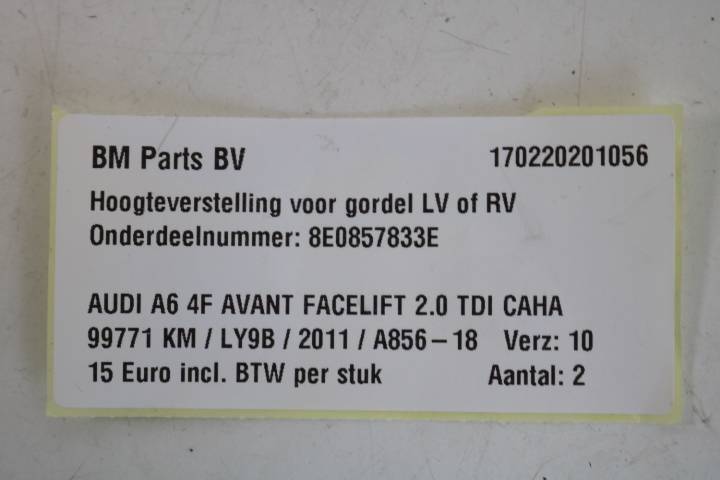 BM Parts BV 170220201056
Hoogteverstelling voor gordel LV of RV
Onderdeelnummer: 8E0857833E
AUDI A6 4F AVANT FACELIFT 2.0 TDI CAHA
99771 KM / LY9B / 2011 / A856-18 Verz: 10
15 Euro incl. BTW per stuk Aantal: 2